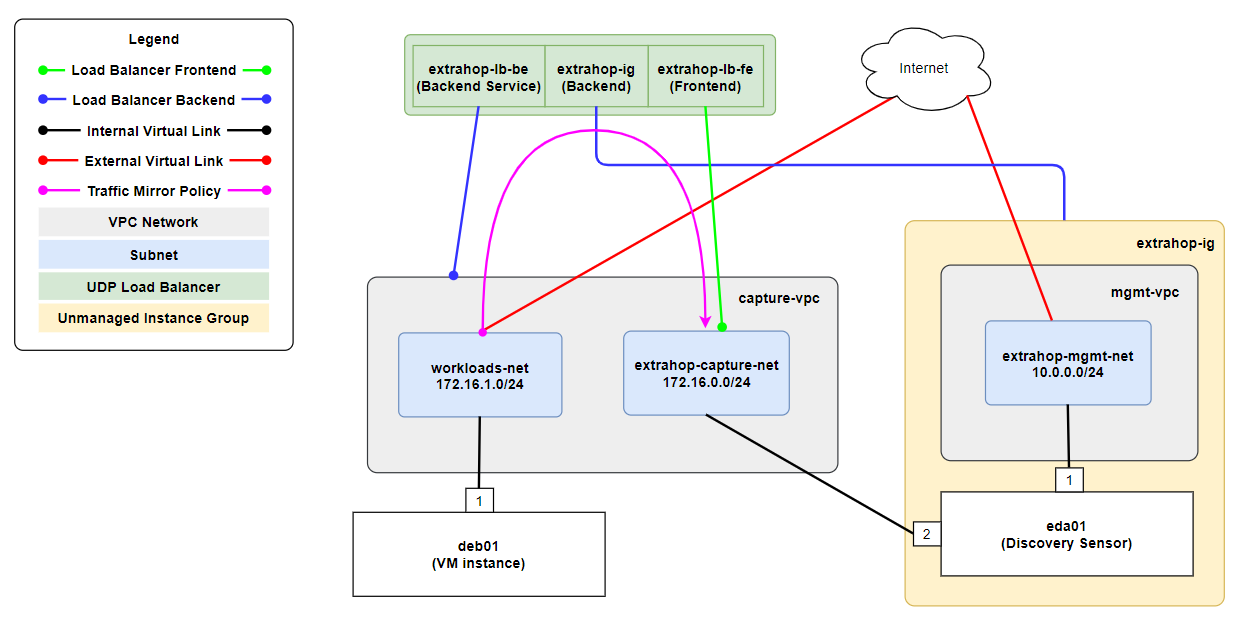 Legend
Load Balancer Frontend
Load Balancer Backend
Internal Virtual Link
External Virtual Link
Traffic Mirror Policy
VPC Network
Subnet
UDP Load Balancer
Unmanaged Instance Group
extrahop-lb-be
(Backend Service)
extrahop-ig
(Backend)
extrahop-lb-fe
(Frontend)
Internet
capture-vpc
workloads-net
172.16.1.0/24
extrahop-capture-net
172.16.0.0/24
extrahop-ig
mgmt-vpc
extrahop-mgmt-net
10.0.0.0/24
1
deb01
(VM instance)
1
2
eda01
(Discovery Sensor)